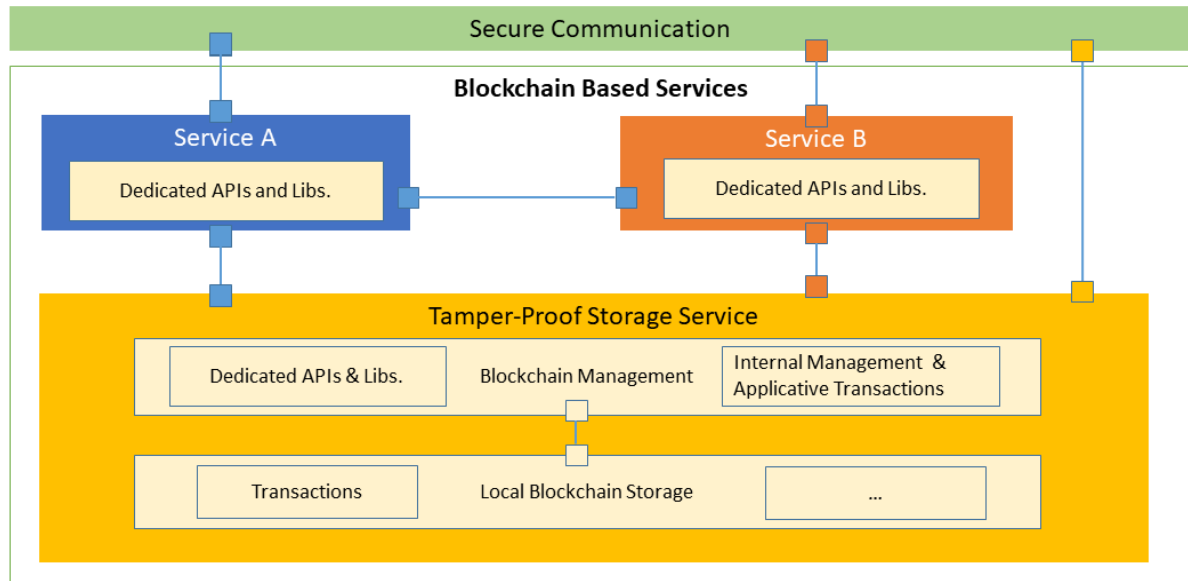 Secure Communication
Blockchain Based Services
Service A
Dedicated APIs and Libs.
Service B
Dedicated APIs and Libs.
Tamper-Proof Storage Service
Dedicated APIs & Libs.
Blockchain Management
Internal Management &
Applicative Transactions
Transactions
Local Blockchain Storage
...